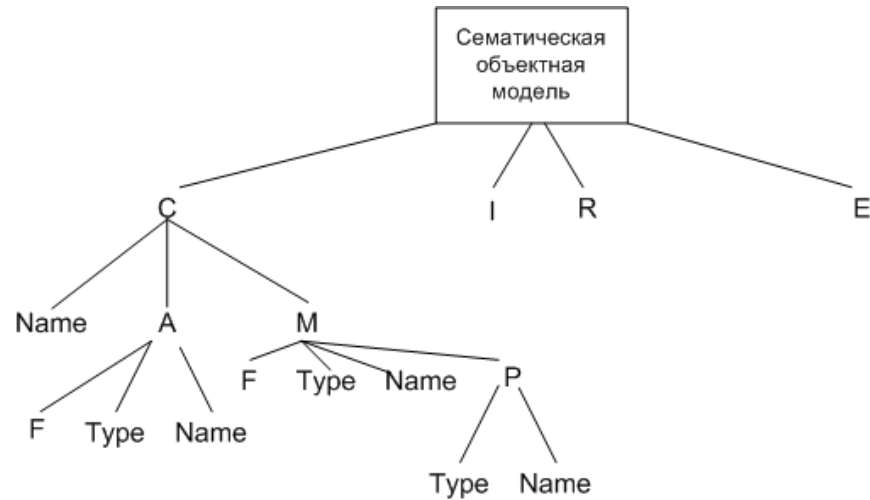 Сематическая
объектная
модель
C I R E
Name A M
F Type Name P
F Type Name
Type Name